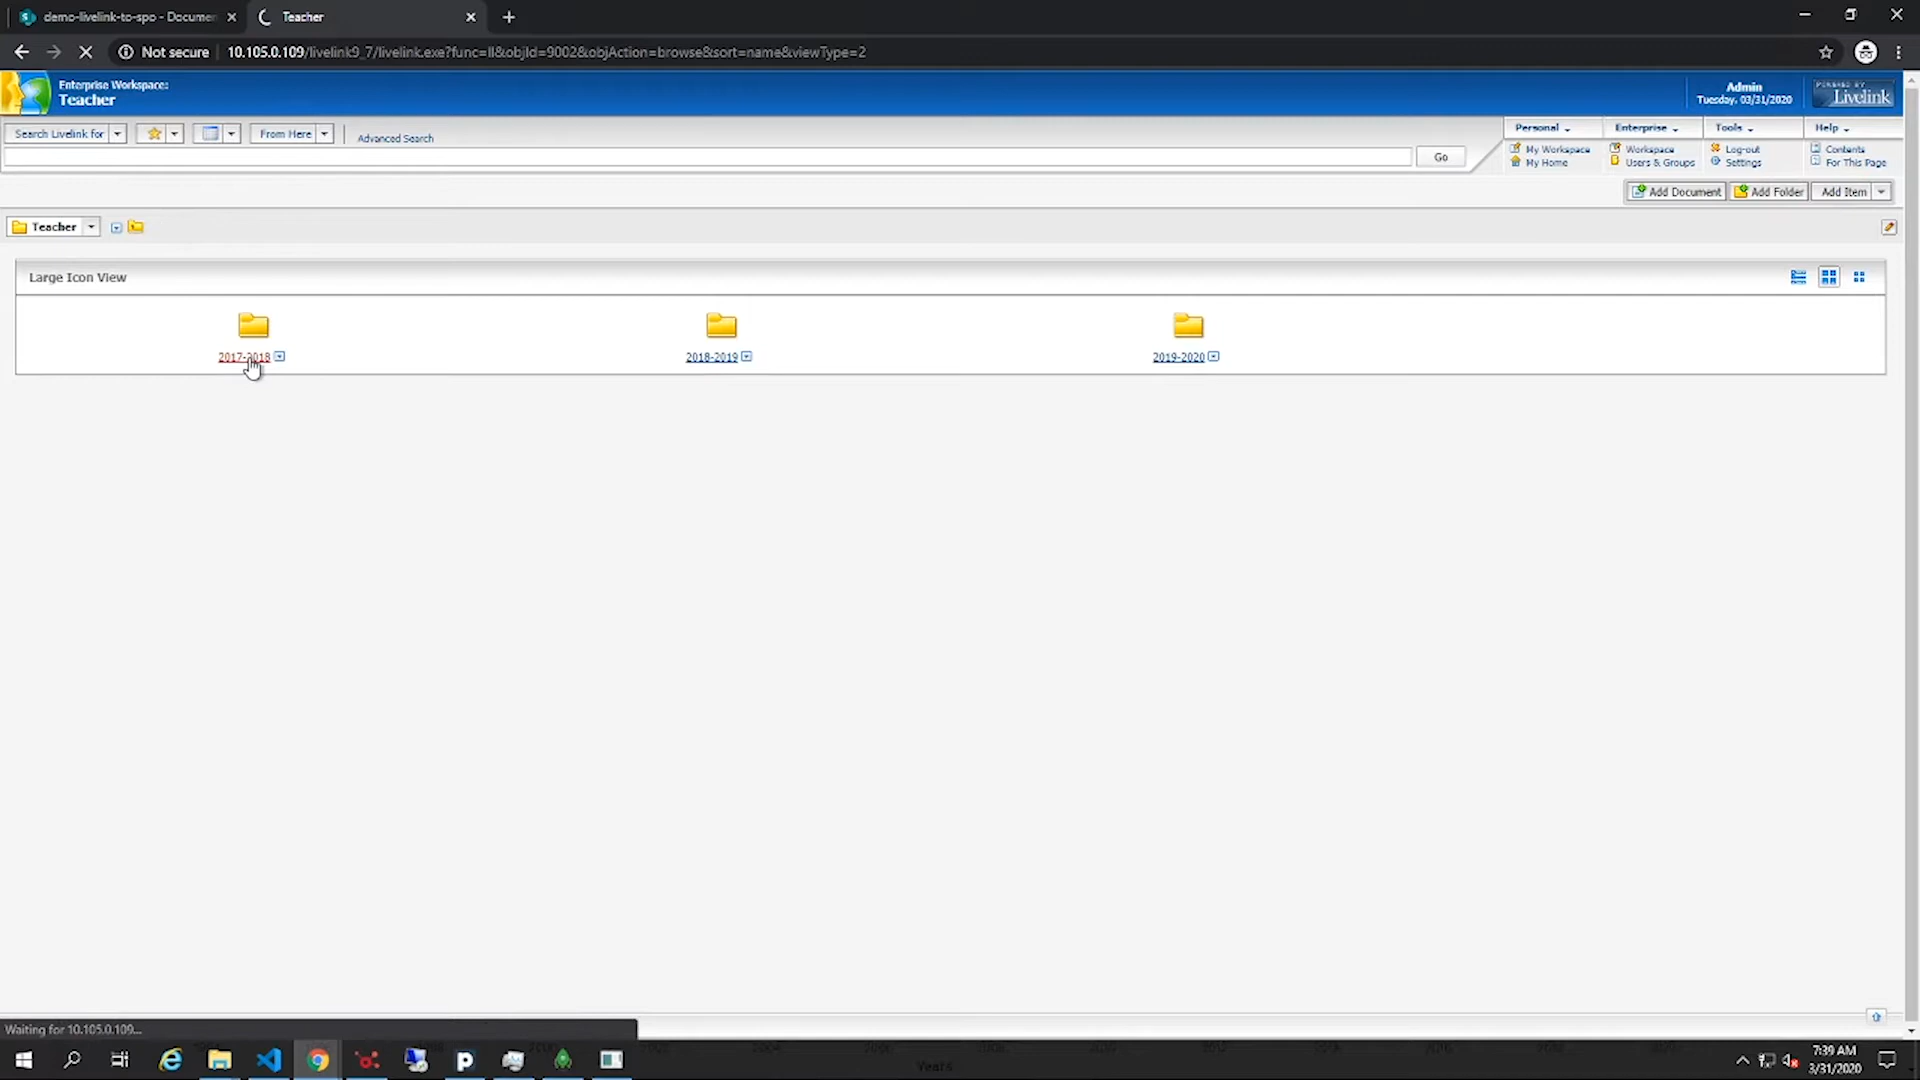 demo-livelink-to-spo - Documen
Teacher
Not secure
10.105.0.109/livelink9_7/livelink.exe?func=ll&objId=9002&objAction=browse&sort=name&viewType=2
Enterprise Workspace:
Teacher
Admin
Tuesday, 03/31/2020
POWERED BY
Livelink
Search Livelink for
From Here
Advanced Search
Go
Personal
Enterprise
Tools
Help
My Workspace
Workspace
Log-out
Contents
My Home
Users & Groups
Settings
For This Page
Add Document
Add Folder
Add Item
Teacher
Large Icon View
2017-2018
2018-2019
2019-2020
Waiting for 10.105.0.109...
Years
7:39 AM
3/31/2020